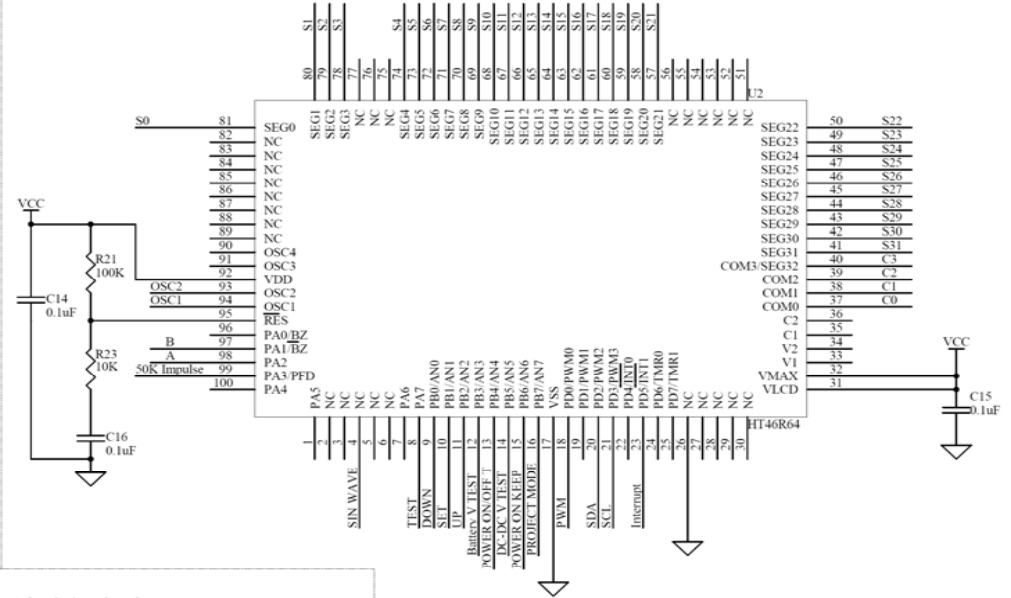 S1 S2 S3 S4 S5 S6 S7 S8 S9 S10 S11 S12 S13 S14 S15 S16 S17 S18 S19 S20 S21
80 79 78 77 76 75 74 73 72 71 70 69 68 67 66 65 64 63 62 61 60 59 58 57 56 55 54 53 52 51
U2
SEG1 SEG2 SEG3 NC NC NC SEG4 SEG5 SEG6 SEG7 SEG8 SEG9 SEG10 SEG11 SEG12 SEG13 SEG14 SEG15 SEG16 SEG17 SEG18 SEG19 SEG20 SEG21 NC NC NC NC NC NC
S0 81 SEG0 SEG22 50 S22
82 NC SEG23 49 S23
83 NC SEG24 48 S24
84 NC SEG25 47 S25
85 NC SEG26 46 S26
86 NC SEG27 45 S27
87 NC SEG28 44 S28
88 NC SEG29 43 S29
89 NC SEG30 42 S30
90 OSC4 SEG31 41 S31
91 OSC3 COM3/SEG32 40 C3
92 VDD COM2 39 C2
OSC2 93 OSC2 COM1 38 C1
OSC1 94 OSC1 COM0 37 C0
95 RES C2 36
96 PA0/BZ C1 35
B 97 PA1/BZ V2 34
A 98 PA2 V1 33
50K Impulse 99 PA3/PFD VMAX 32
100 PA4 VLCD 31
VCC
R21
100K
C14
0.1uF
R23
10K
C16
0.1uF
VCC
C15
0.1uF
PA5 NC NC NC NC NC PA6 PA7 PB0/AN0 PB1/AN1 PB2/AN2 PB3/AN3 PB4/AN4 PB5/AN5 PB6/AN6 PB7/AN7 VSS PD0/PWM0 PD1/PWM1 PD2/PWM2 PD3/PWM3 PD4/INT0 PD5/INT1 PD6/TMR0 PD7/TMR1 NC NC NC NC NC
HT46R64
1 2 3 4 5 6 7 8 9 10 11 12 13 14 15 16 17 18 19 20 21 22 23 24 25 26 27 28 29 30
SIN WAVE
TEST
DOWN
SET
UP
Battery V TEST
POWER ON/OFF T
DC-DC V TEST
POWER ON KEEP
PROJECT MODE
PWM
SDA
SCL
Interrupt